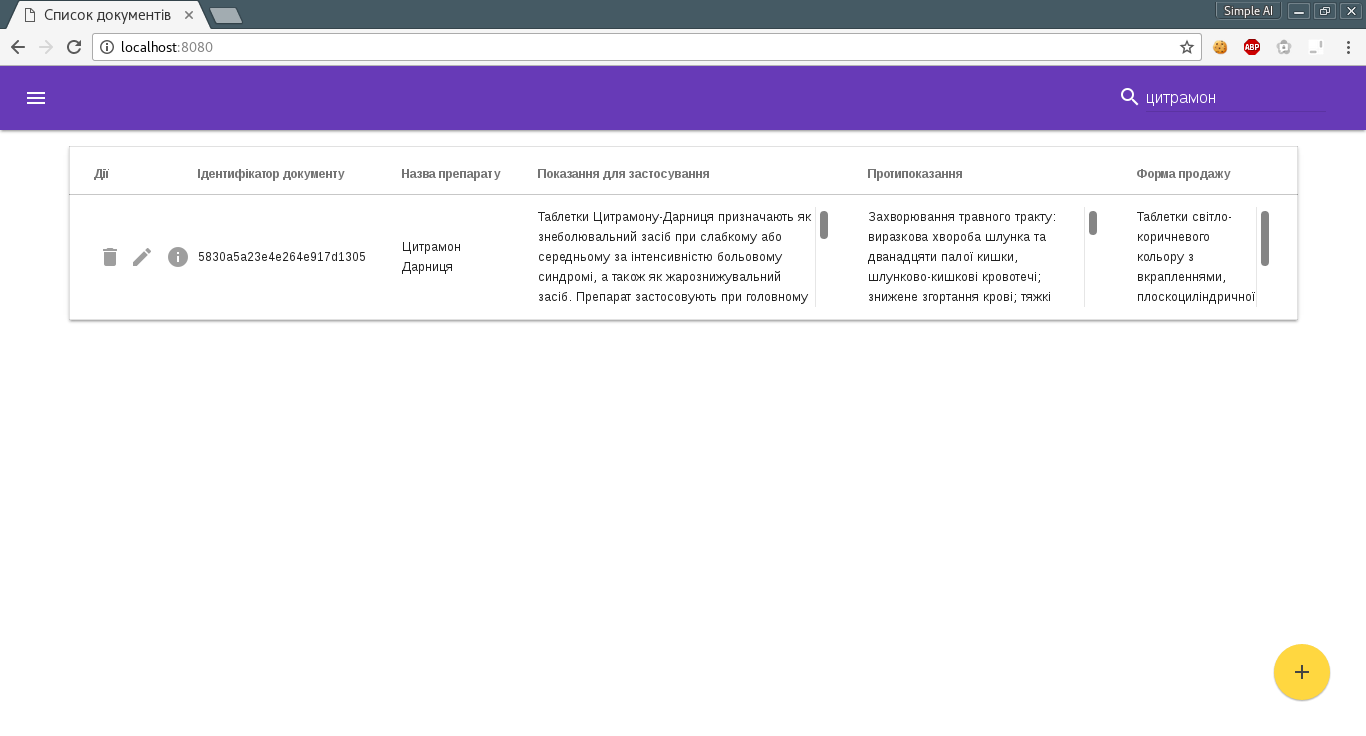 Список документів
Simple AI
localhost:8080
ABP
цитрамон
Дії
Ідентифікатор документу
Назва препарату
Показання для застосування
Протипоказання
Форма продажу
5830a5a23e4e264e917d1305
Цитрамон
Дарниця
Таблетки Цитрамону-Дарниця призначають як
знеболювальний засіб при слабкому або
середньому за інтенсивністю больовому
синдромі, а також як жарознижувальний
засіб. Препарат застосовують при головному
Захворювання травного тракту:
виразкова хвороба шлунка та
дванадцяти палої кишки,
шлунково-кишкові кровотечі;
знижене згортання крові; тяжкі
Таблетки світло-
коричневого
кольору з
вкрапленнями,
плоскоциліндричної